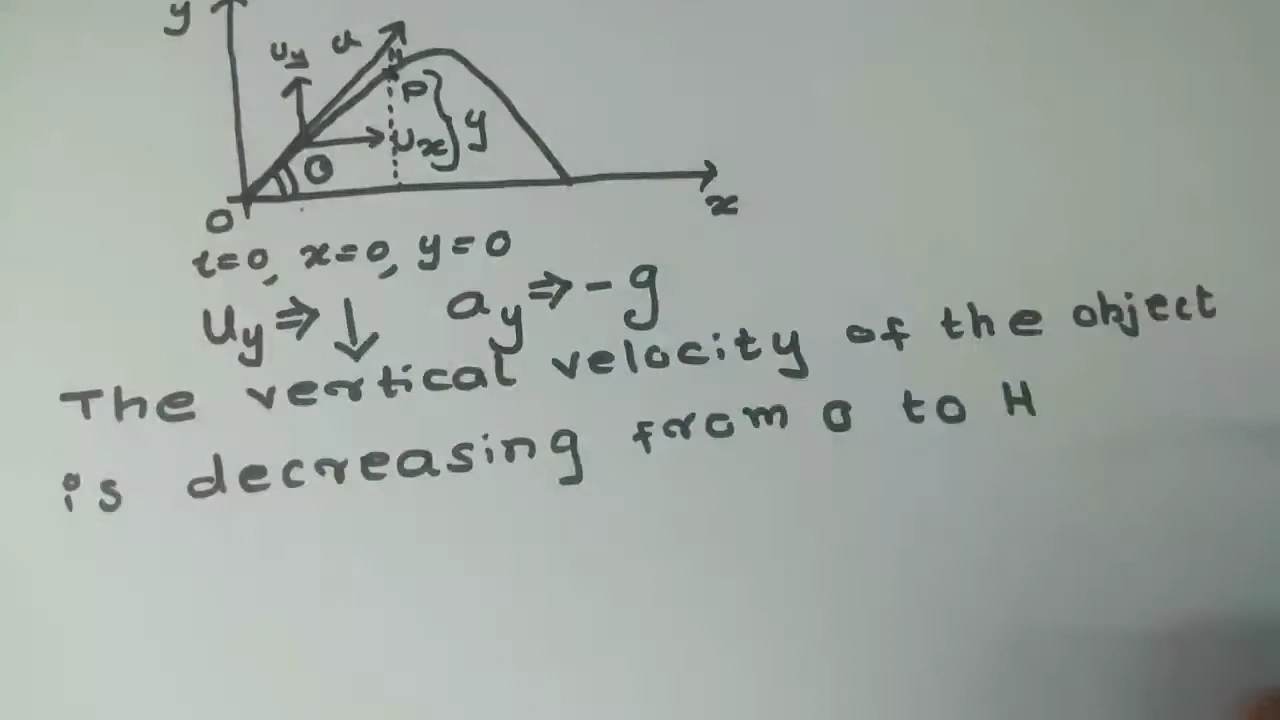 y
uy u
P
ux } y
θ
O x
t=0, x=0, y=0
uy ⇒ ↓ ay ⇒ -g
The vertical velocity of the object
is decreasing from o to H